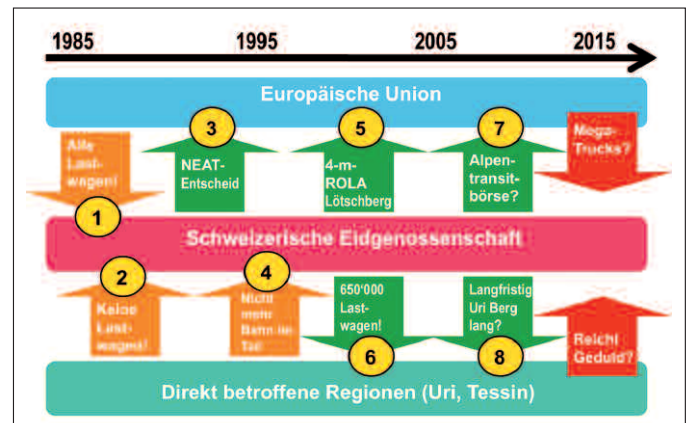 1985 1995 2005 2015
Europäische Union
Alle
Last-
wagen!
1
3
NEAT-
Entscheid
5
4-m-
ROLA
Lötschberg
7
Alpen-
transit-
börse?
Mega-
Trucks?
Schweizerische Eidgenossenschaft
2
Keine
Last-
wagen!
4
Nicht
mehr
Bahn im
Tal!
650'000
Last-
wagen!
6
Langfristig
Uri Berg
lang?
8
Reicht
Geduld?
Direkt betroffene Regionen (Uri, Tessin)